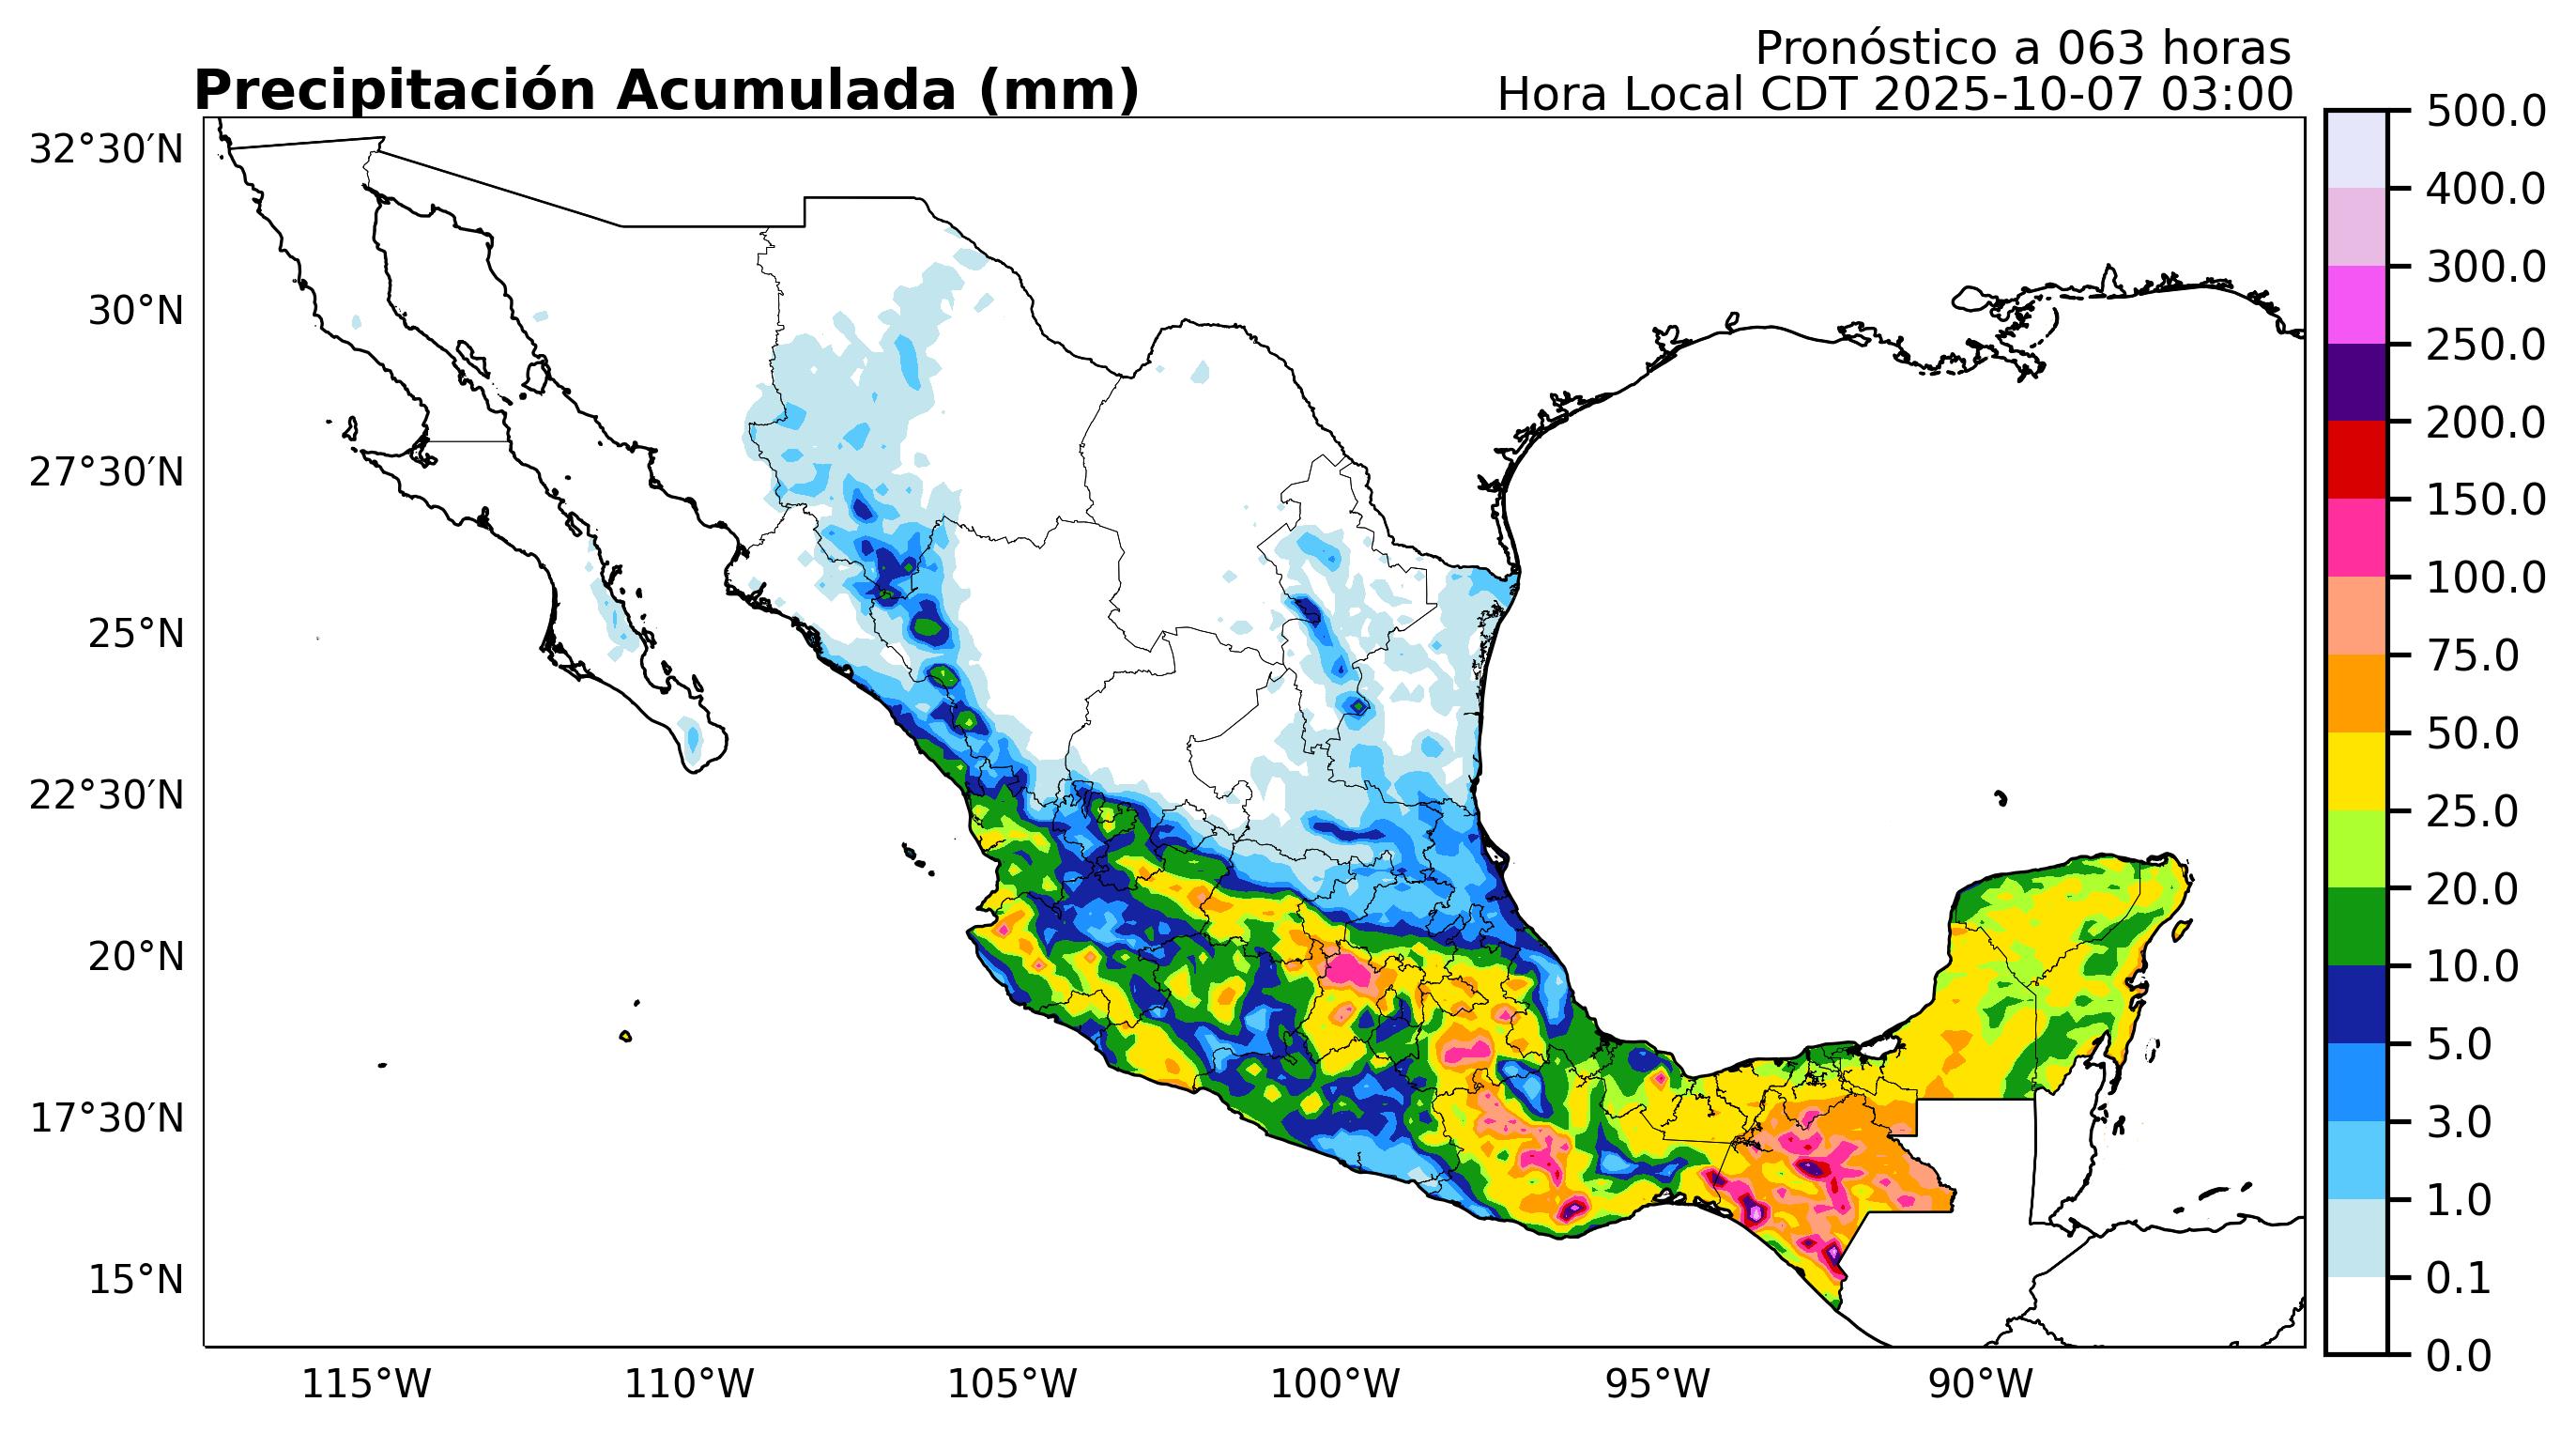 Pronóstico a 063 horas
Precipitación Acumulada (mm)
Hora Local CDT 2025-10-07 03:00
32°30′N
30°N
27°30′N
25°N
22°30′N
20°N
17°30′N
15°N
115°W
110°W
105°W
100°W
95°W
90°W
500.0
400.0
300.0
250.0
200.0
150.0
100.0
75.0
50.0
25.0
20.0
10.0
5.0
3.0
1.0
0.1
0.0